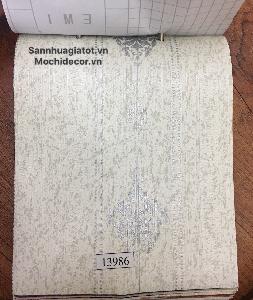 E M I
Sannhuagiatot.vn
Mochidecor.vn
13986